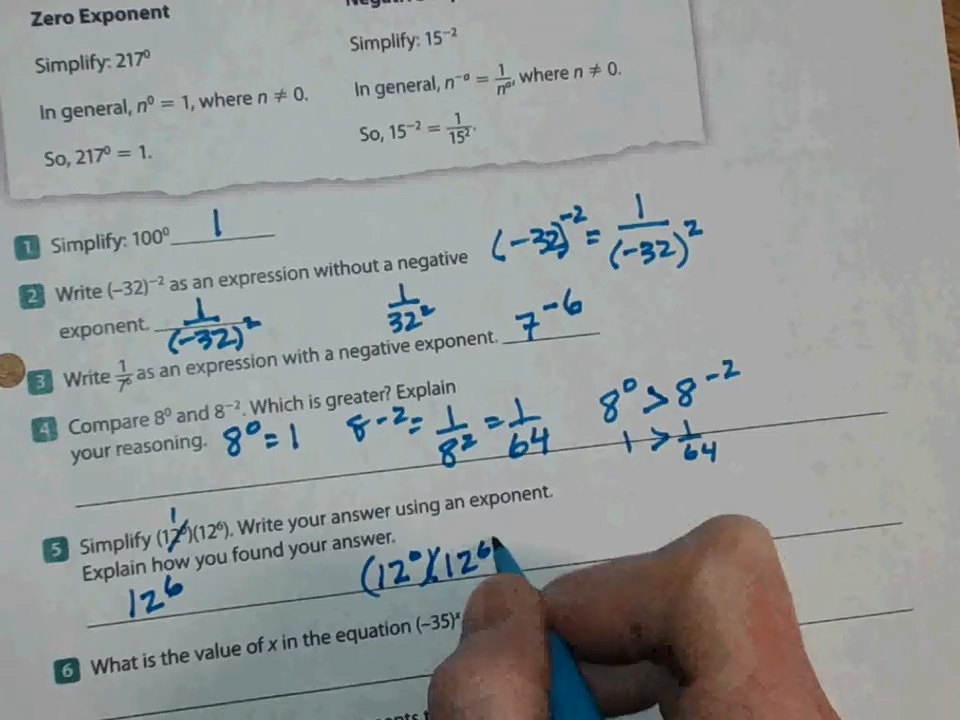 Zero Exponent
Simplify: 217⁰
In general, n⁰ = 1, where n ≠ 0.
So, 217⁰ = 1.
Simplify: 15⁻²
In general, n⁻ᵃ = 1/nᵃ, where n ≠ 0.
So, 15⁻² = 1/15².
1 Simplify: 100⁰ 1
(−32)⁻² = 1/(−32)²
2 Write (−32)⁻² as an expression without a negative
exponent. 1/(−32)² 1/32²
3 Write 1/7⁶ as an expression with a negative exponent. 7⁻⁶
4 Compare 8⁰ and 8⁻². Which is greater? Explain
your reasoning. 8⁰ = 1 8⁻² = 1/8² = 1/64 8⁰ > 8⁻²
1 > 1/64
1
5 Simplify (12⁰)(12⁶). Write your answer using an exponent.
Explain how you found your answer.
12⁶ (12⁰)(12⁶
6 What is the value of x in the equation (−35)ˣ